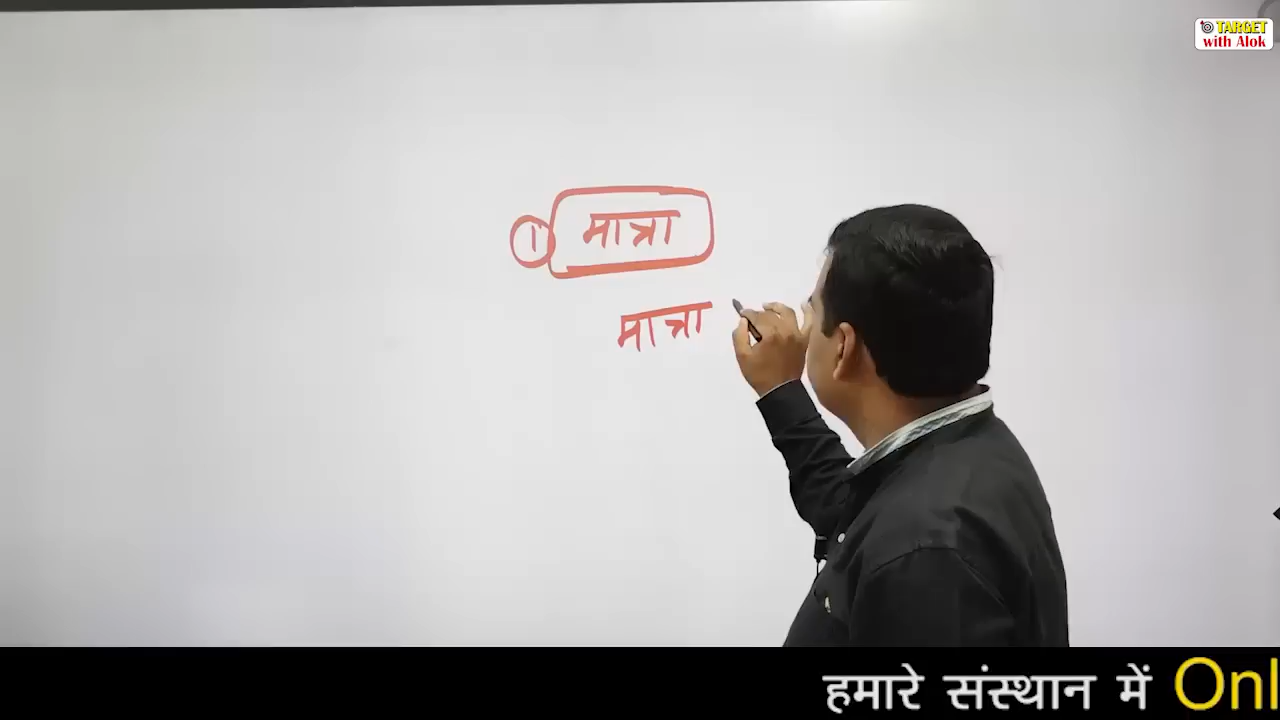 TARGET
with Alok
1 मात्रा
मात्रा
हमारे संस्थान में Onl